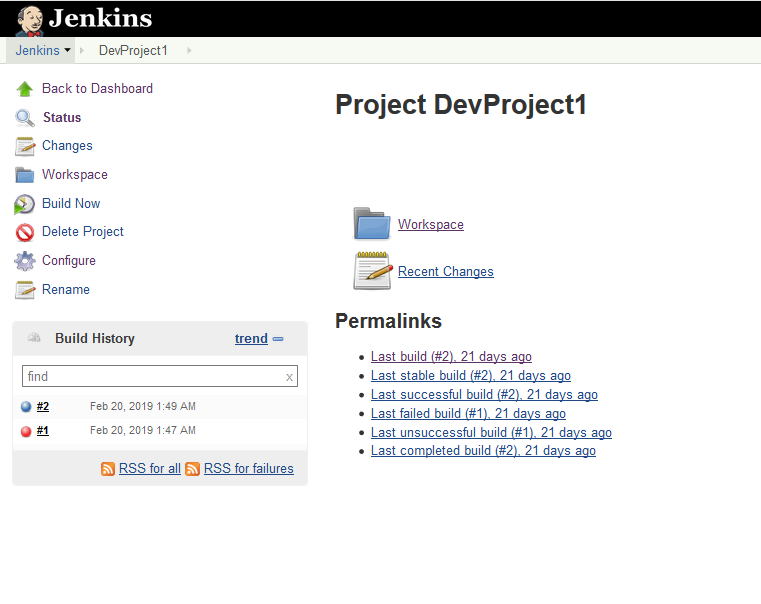 Jenkins
Jenkins DevProject1
Back to Dashboard
Status
Changes
Workspace
Build Now
Delete Project
Configure
Rename
Build History trend
find x
#2 Feb 20, 2019 1:49 AM
#1 Feb 20, 2019 1:47 AM
RSS for all RSS for failures
Project DevProject1
Workspace
Recent Changes
Permalinks
Last build (#2), 21 days ago
Last stable build (#2), 21 days ago
Last successful build (#2), 21 days ago
Last failed build (#1), 21 days ago
Last unsuccessful build (#1), 21 days ago
Last completed build (#2), 21 days ago